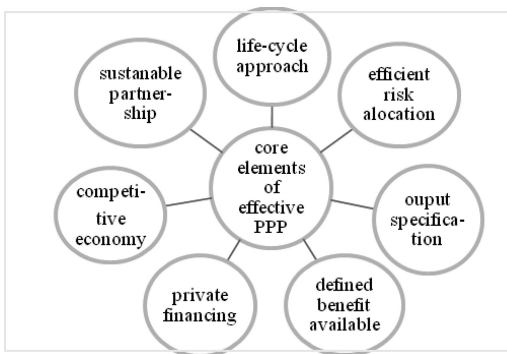 life-cycle
approach
efficient
risk
alocation
ouput
specifica-
tion
defined
benefit
available
private
financing
competi-
tive
economy
sustanable
partner-
ship
core
elements
of
effective
PPP